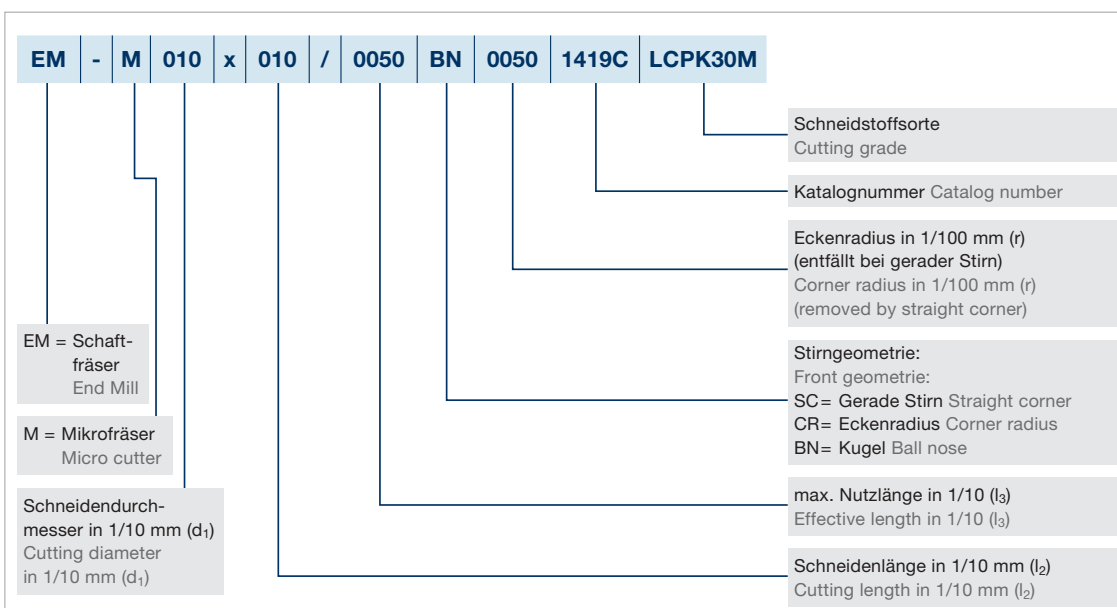 EM - M 010 x 010 / 0050 BN 0050 1419C LCPK30M
Schneidstoffsorte
Cutting grade
Katalognummer Catalog number
Eckenradius in 1/100 mm (r)
(entfällt bei gerader Stirn)
Corner radius in 1/100 mm (r)
(removed by straight corner)
EM = Schaft-
fräser
End Mill
Stirngeometrie:
Front geometrie:
SC= Gerade Stirn Straight corner
CR= Eckenradius Corner radius
BN= Kugel Ball nose
M = Mikrofräser
Micro cutter
Schneidendurch-
messer in 1/10 mm (d₁)
Cutting diameter
in 1/10 mm (d₁)
max. Nutzlänge in 1/10 (l₃)
Effective length in 1/10 (l₃)
Schneidenlänge in 1/10 mm (l₂)
Cutting length in 1/10 mm (l₂)